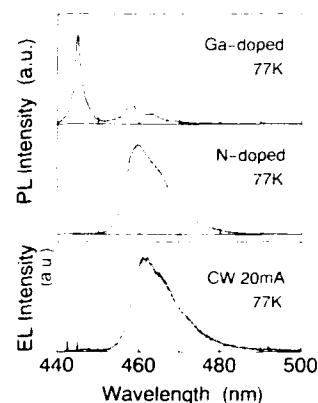 PL Intensity (a.u.)
Ga-doped
77K
N-doped
77K
EL Intensity
(a.u.)
CW 20mA
77K
440 460 480 500
Wavelength (nm)